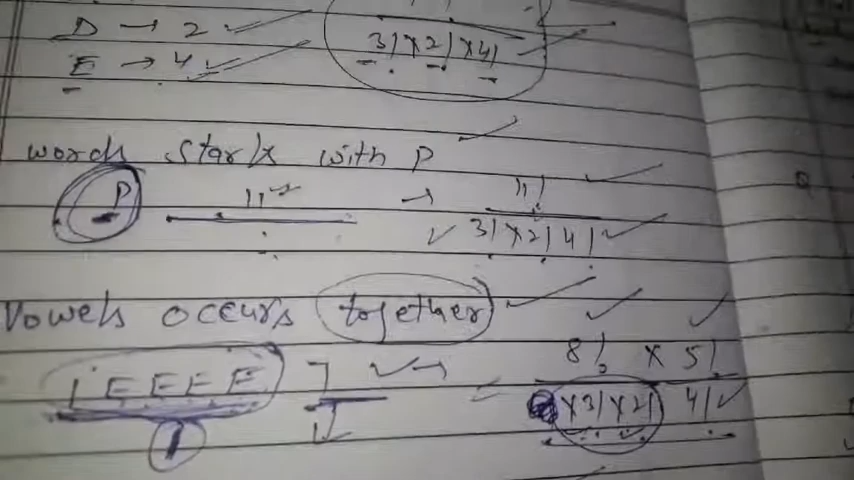 D → 2
3! × 2! × 4!
E → 4
words starts with P
P 11 → 11!
3! × 2! 4!
Vowels occurs together
I E E E E 7 → 8! × 5!
× 3! × 2! 4!
1